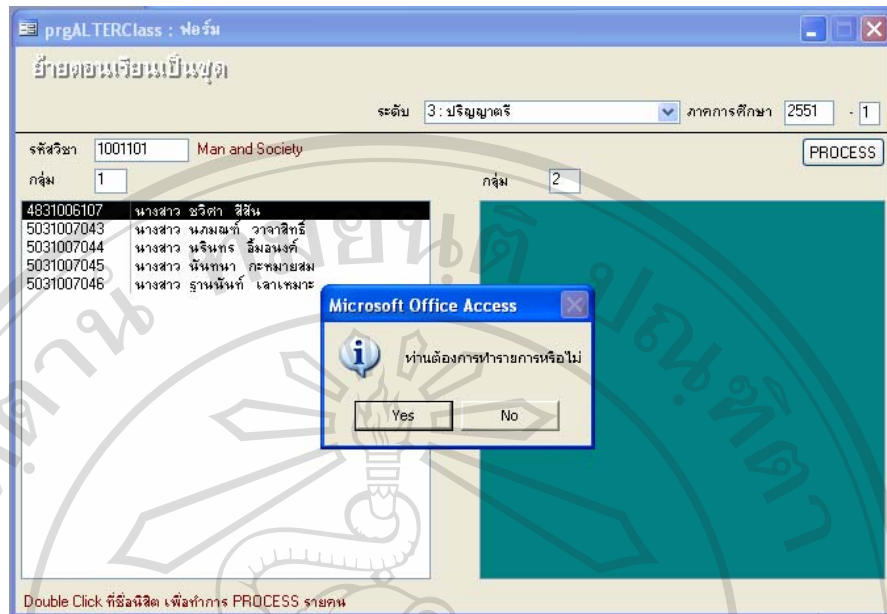 prgALTERClass : ฟอร์ม
ย้ายตอนเรียนเป็นชุด
ระดับ 3 : ปริญญาตรี ภาคการศึกษา 2551 - 1
รหัสวิชา 1001101 Man and Society PROCESS
กลุ่ม 1 กลุ่ม 2
4831006107 นางสาว ชวิศา สีสัน
5031007043 นางสาว นภมณฑ์ วาจาสิทธิ์
5031007044 นางสาว นรินทร อิ้มอนงค์
5031007045 นางสาว นันทนา กะหมายสม
5031007046 นางสาว ฐานนันท์ เลาเหมาะ
Microsoft Office Access
ท่านต้องการทำรายการหรือไม่
Yes No
Double Click ที่ชื่อนิสิต เพื่อทำการ PROCESS รายคน